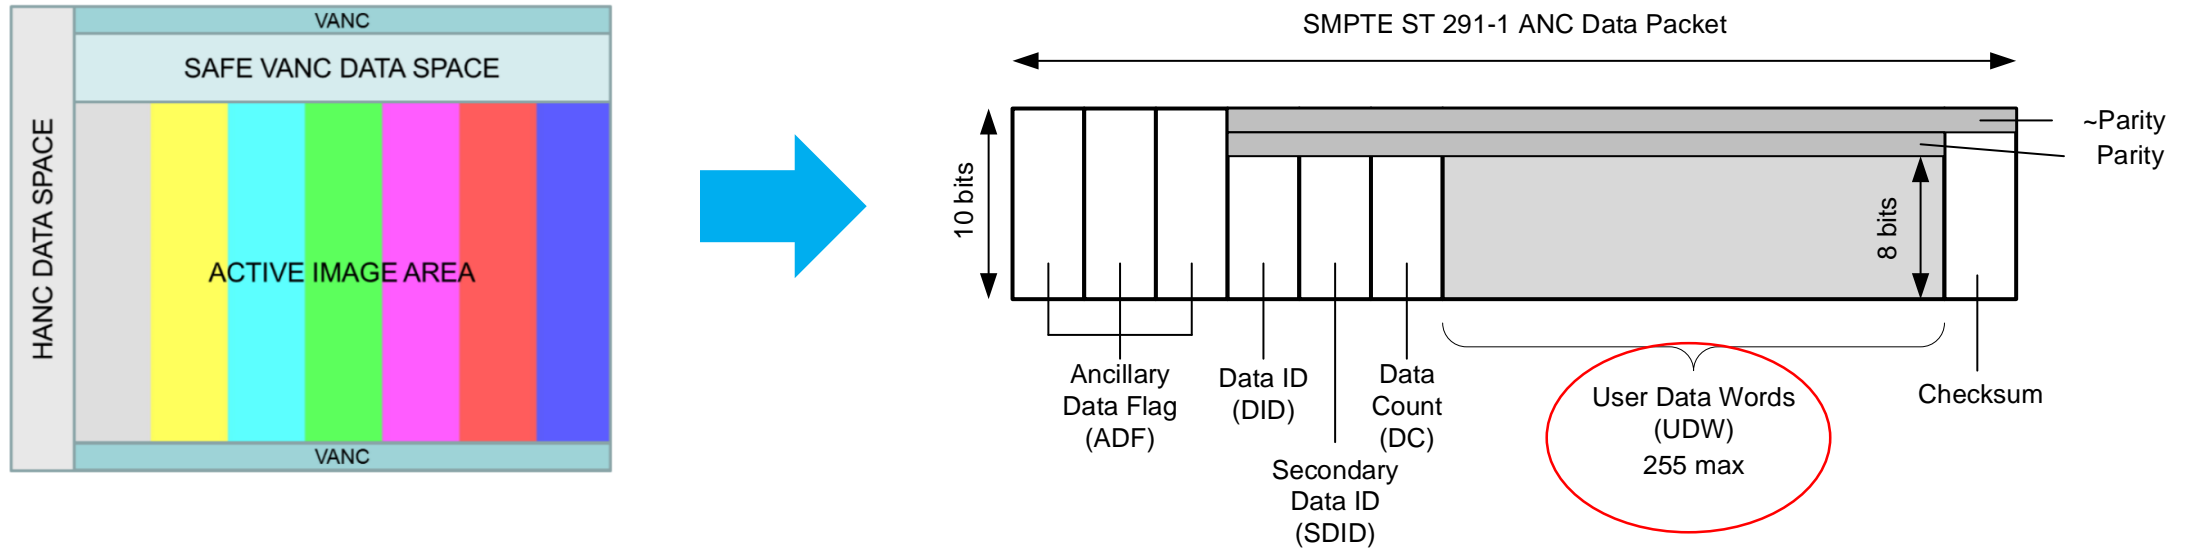 VANC
SAFE VANC DATA SPACE
HANC DATA SPACE
ACTIVE IMAGE AREA
VANC
SMPTE ST 291-1 ANC Data Packet
~Parity
Parity
10 bits
8 bits
Ancillary
Data Flag
(ADF)
Data ID
(DID)
Secondary
Data ID
(SDID)
Data
Count
(DC)
User Data Words
(UDW)
255 max
Checksum